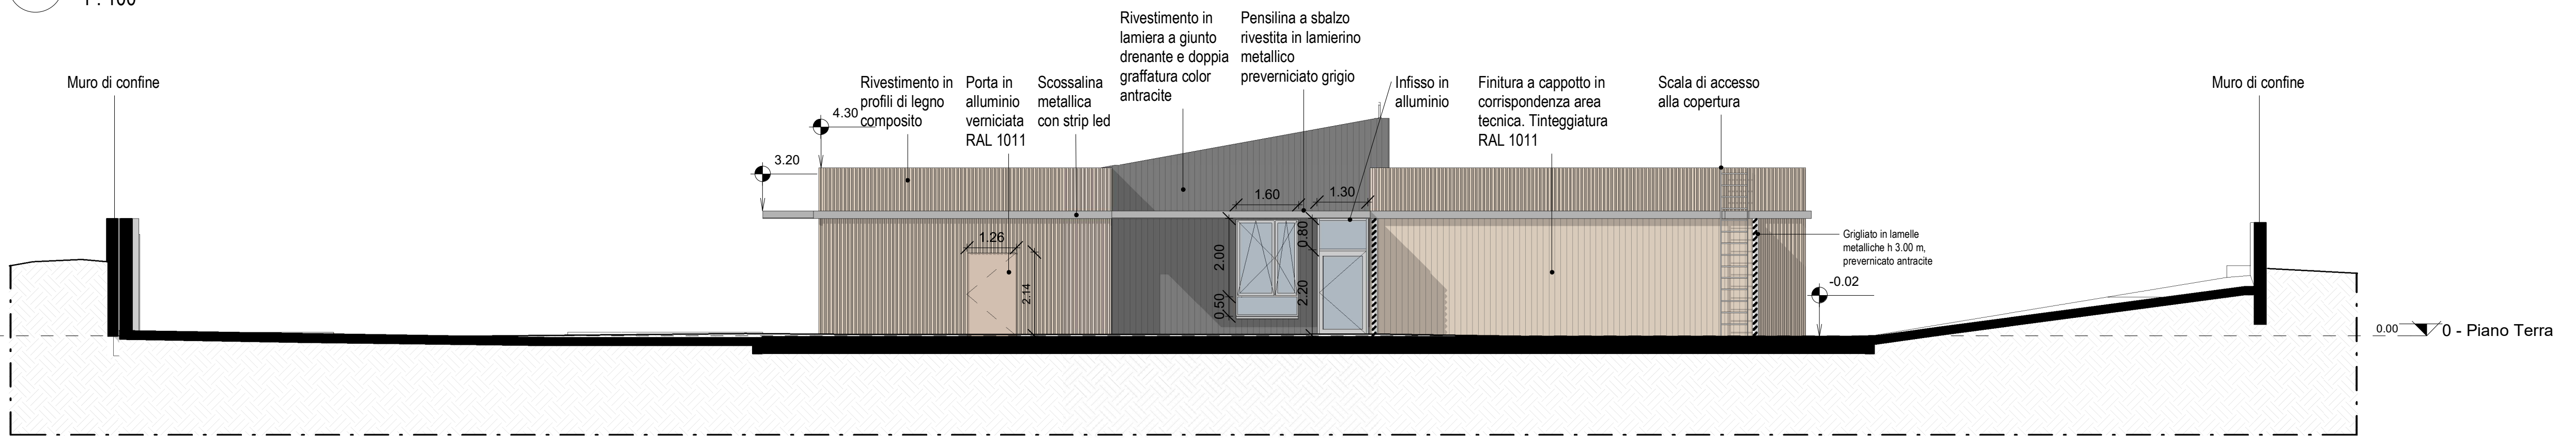 1 : 100
Muro di confine
4.30
3.20
Rivestimento in
profili di legno
composito
Porta in
alluminio
verniciata
RAL 1011
Scossalina
metallica
con strip led
Rivestimento in
lamiera a giunto
drenante e doppia
graffatura color
antracite
Pensilina a sbalzo
rivestita in lamierino
metallico
preverniciato grigio
Infisso in
alluminio
Finitura a cappotto in
corrispondenza area
tecnica. Tinteggiatura
RAL 1011
Scala di accesso
alla copertura
Muro di confine
1.26
2.14
1.60
1.30
2.00
0.50
0.80
2.20
Grigliato in lamelle
metalliche h 3.00 m,
prevernicato antracite
-0.02
0.00
0 - Piano Terra